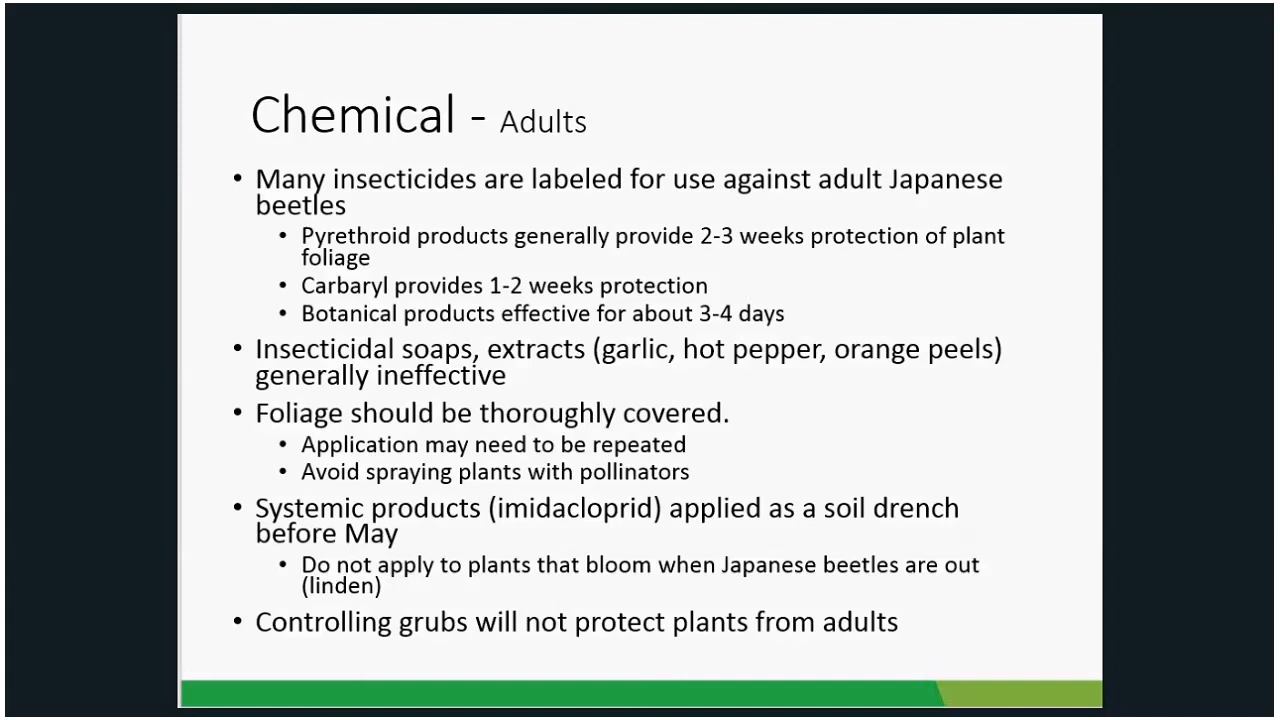 Chemical - Adults
• Many insecticides are labeled for use against adult Japanese
beetles
• Pyrethroid products generally provide 2-3 weeks protection of plant
foliage
• Carbaryl provides 1-2 weeks protection
• Botanical products effective for about 3-4 days
• Insecticidal soaps, extracts (garlic, hot pepper, orange peels)
generally ineffective
• Foliage should be thoroughly covered.
• Application may need to be repeated
• Avoid spraying plants with pollinators
• Systemic products (imidacloprid) applied as a soil drench
before May
• Do not apply to plants that bloom when Japanese beetles are out
(linden)
• Controlling grubs will not protect plants from adults